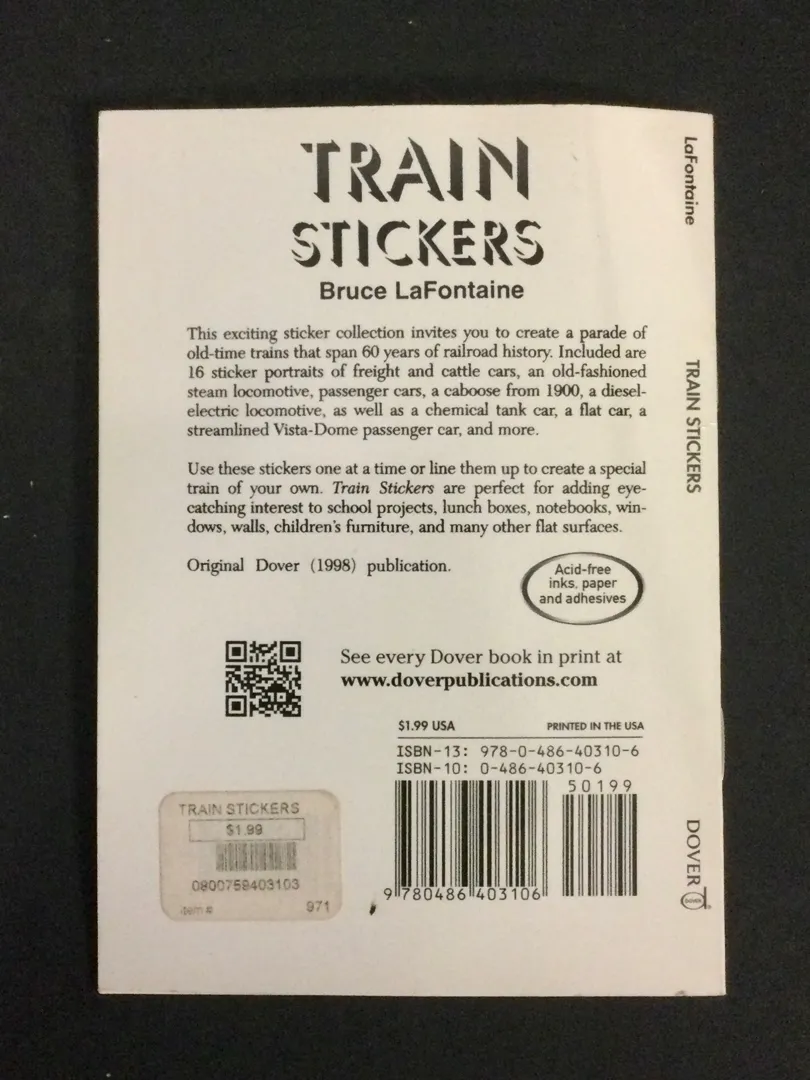 TRAIN
STICKERS
Bruce LaFontaine
This exciting sticker collection invites you to create a parade of
old-time trains that span 60 years of railroad history. Included are
16 sticker portraits of freight and cattle cars, an old-fashioned
steam locomotive, passenger cars, a caboose from 1900, a diesel-
electric locomotive, as well as a chemical tank car, a flat car, a
streamlined Vista-Dome passenger car, and more.
Use these stickers one at a time or line them up to create a special
train of your own. Train Stickers are perfect for adding eye-
catching interest to school projects, lunch boxes, notebooks, win-
dows, walls, children's furniture, and many other flat surfaces.
Original Dover (1998) publication.
Acid-free
inks, paper
and adhesives
See every Dover book in print at
www.doverpublications.com
$1.99 USA PRINTED IN THE USA
ISBN-13: 978-0-486-40310-6
ISBN-10: 0-486-40310-6
50199
9 780486 403106
TRAIN STICKERS
$1.99
0800759403103
item # 971
LaFontaine
TRAIN STICKERS
DOVER